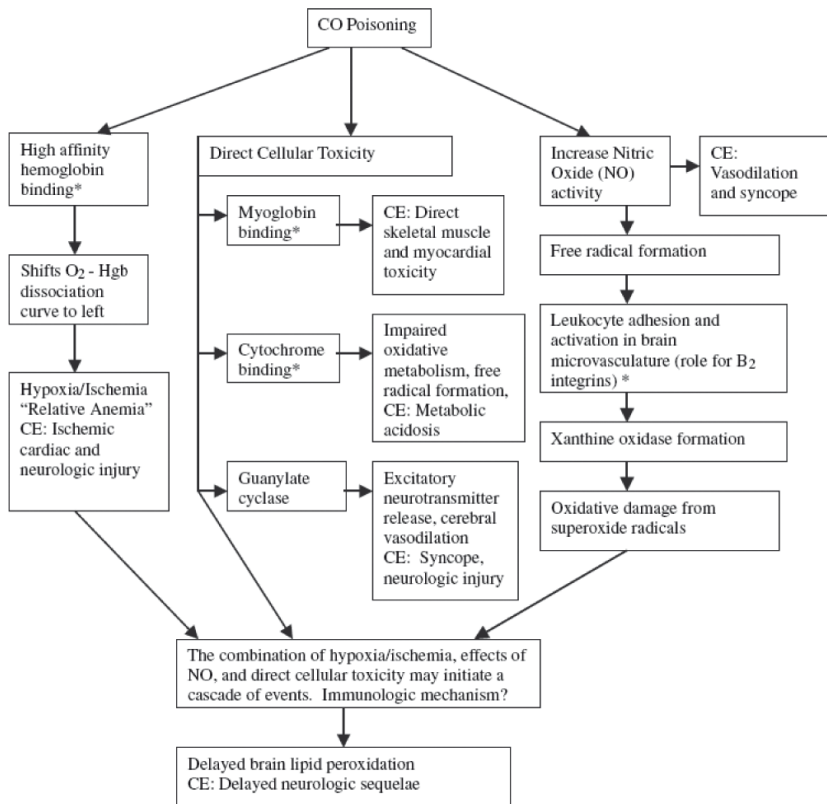 CO Poisoning
High affinity
hemoglobin
binding*
Direct Cellular Toxicity
Increase Nitric
Oxide (NO)
activity
CE:
Vasodilation
and syncope
Myoglobin
binding*
CE: Direct
skeletal muscle
and myocardial
toxicity
Free radical formation
Shifts O2 - Hgb
dissociation
curve to left
Leukocyte adhesion and
activation in brain
microvasculature (role for B2
integrins) *
Cytochrome
binding*
Impaired
oxidative
metabolism, free
radical formation,
CE: Metabolic
acidosis
Hypoxia/Ischemia
“Relative Anemia”
CE: Ischemic
cardiac and
neurologic injury
Xanthine oxidase formation
Guanylate
cyclase
Excitatory
neurotransmitter
release, cerebral
vasodilation
CE: Syncope,
neurologic injury
Oxidative damage from
superoxide radicals
The combination of hypoxia/ischemia, effects of
NO, and direct cellular toxicity may initiate a
cascade of events. Immunologic mechanism?
Delayed brain lipid peroxidation
CE: Delayed neurologic sequelae